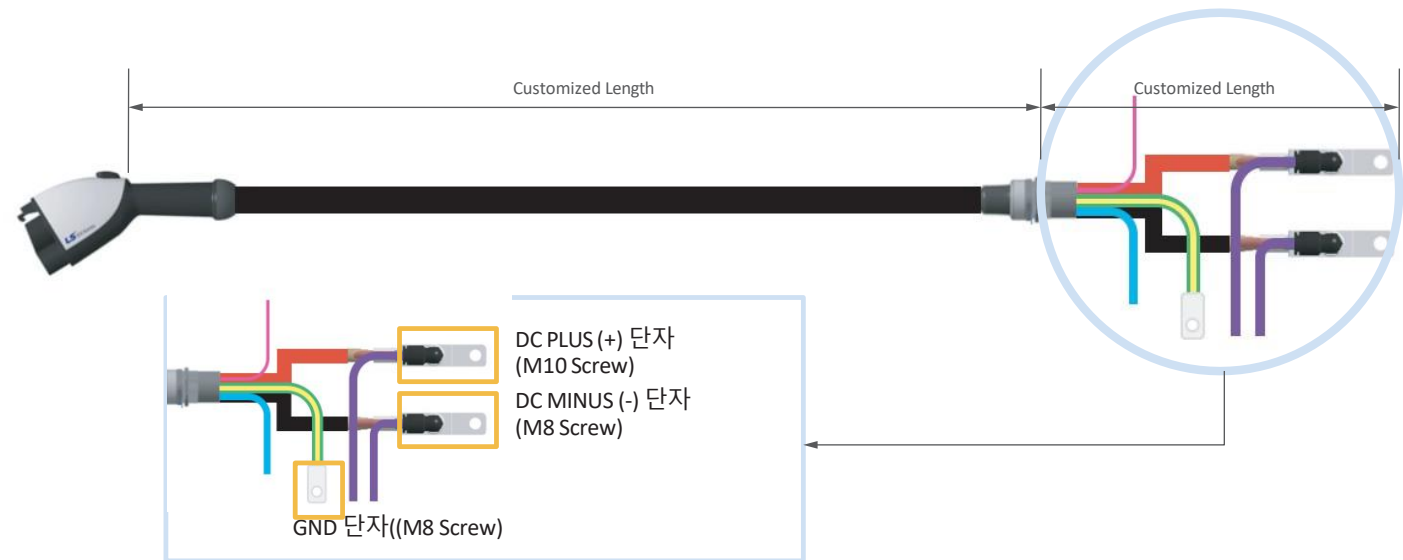 Customized Length
Customized Length
LS
DC PLUS (+) 단자
(M10 Screw)
DC MINUS (-) 단자
(M8 Screw)
GND 단자((M8 Screw)